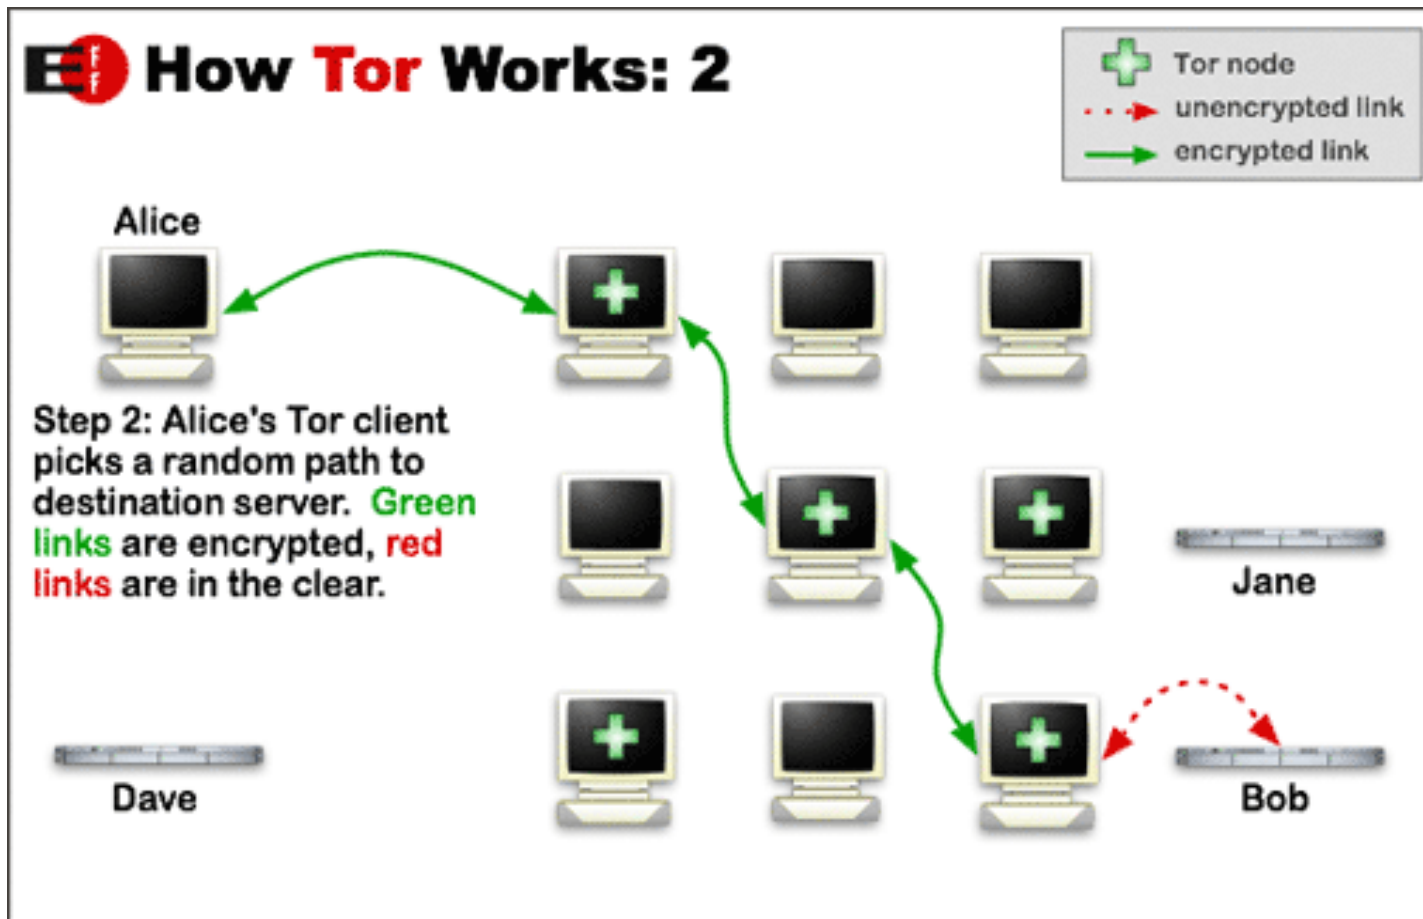 EFF How Tor Works: 2
Tor node
unencrypted link
encrypted link
Alice
Step 2: Alice's Tor client
picks a random path to
destination server. Green
links are encrypted, red
links are in the clear.
Jane
Dave
Bob